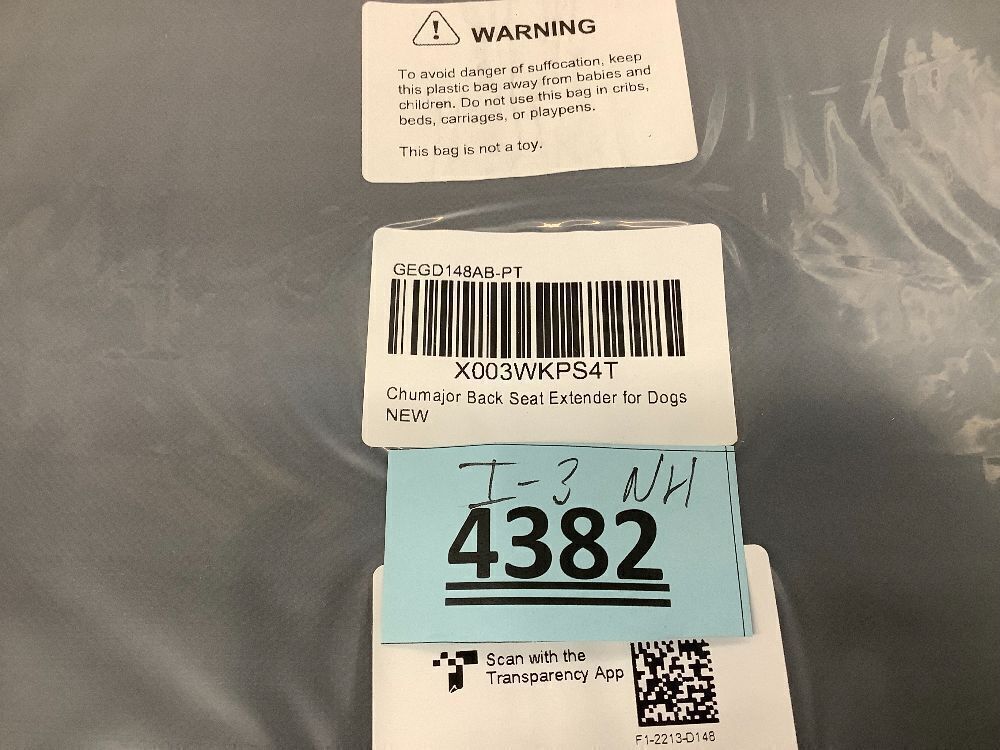 WARNING
To avoid danger of suffocation, keep
this plastic bag away from babies and
children. Do not use this bag in cribs,
beds, carriages, or playpens.
This bag is not a toy.
GEGD148AB-PT
X003WKPS4T
Chumajor Back Seat Extender for Dogs
NEW
I-3 NH
4382
Scan with the
Transparency App
F1-2213-D148